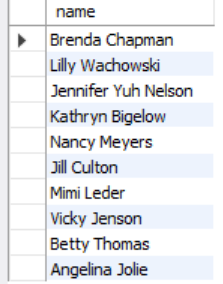 name
Brenda Chapman
Lilly Wachowski
Jennifer Yuh Nelson
Kathryn Bigelow
Nancy Meyers
Jill Culton
Mimi Leder
Vicky Jenson
Betty Thomas
Angelina Jolie